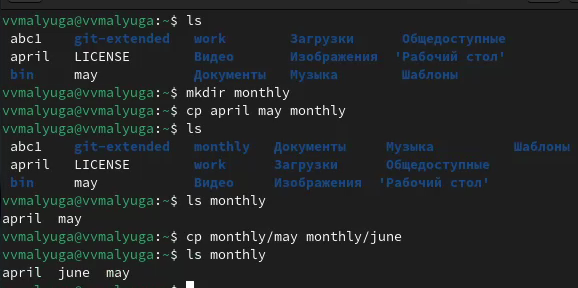 vvmalyuga@vvmalyuga:~$ ls
abc1 git-extended work Загрузки Общедоступные
april LICENSE Видео Изображения 'Рабочий стол'
bin may Документы Музыка Шаблоны
vvmalyuga@vvmalyuga:~$ mkdir monthly
vvmalyuga@vvmalyuga:~$ cp april may monthly
vvmalyuga@vvmalyuga:~$ ls
abc1 git-extended monthly Документы Музыка Шаблоны
april LICENSE work Загрузки Общедоступные
bin may Видео Изображения 'Рабочий стол'
vvmalyuga@vvmalyuga:~$ ls monthly
april may
vvmalyuga@vvmalyuga:~$ cp monthly/may monthly/june
vvmalyuga@vvmalyuga:~$ ls monthly
april june may
vvmalyuga@vvmalyuga:~$